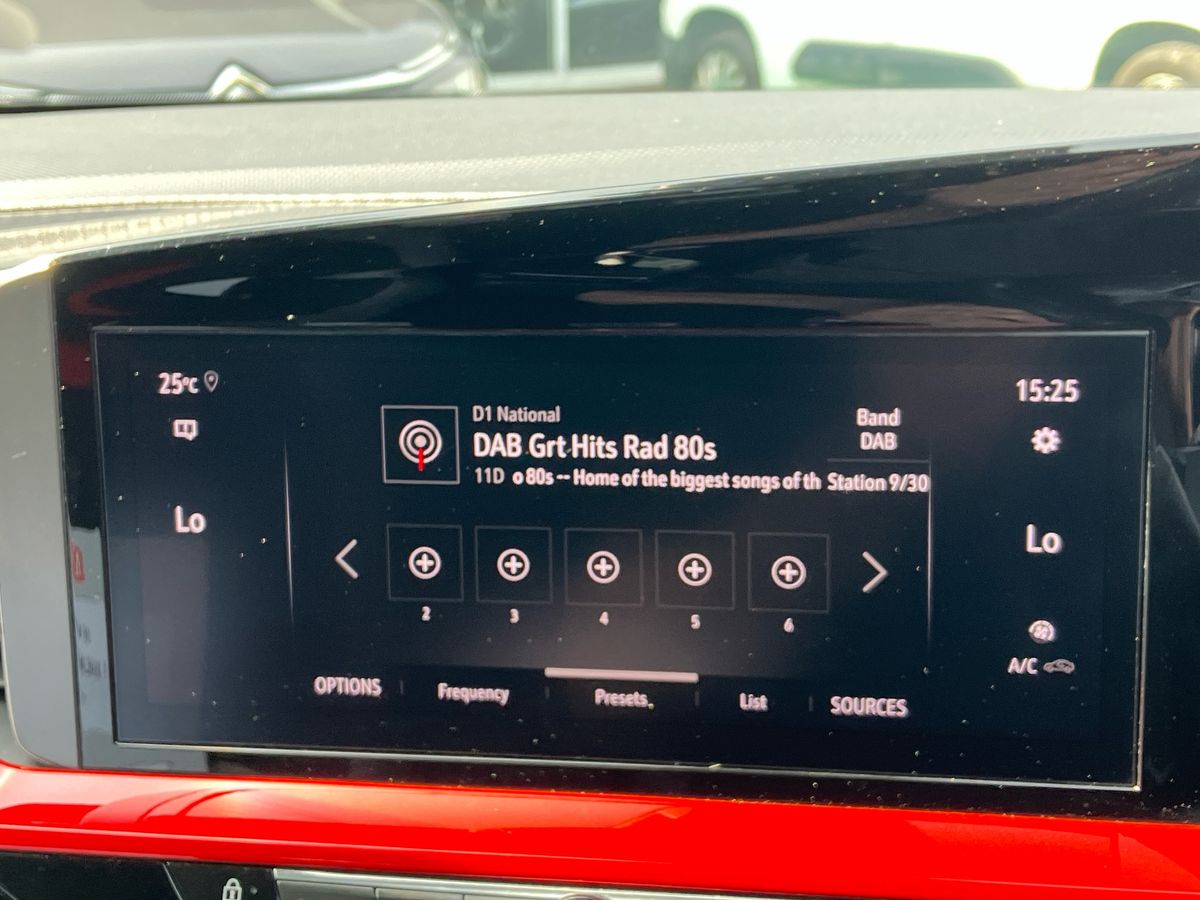 25°C
15:25
D1 National
DAB Grt Hits Rad 80s
Band
DAB
11D o 80s -- Home of the biggest songs of th Station 9/30
Lo
Lo
2 3 4 5 6
A/C
OPTIONS Frequency Presets List SOURCES